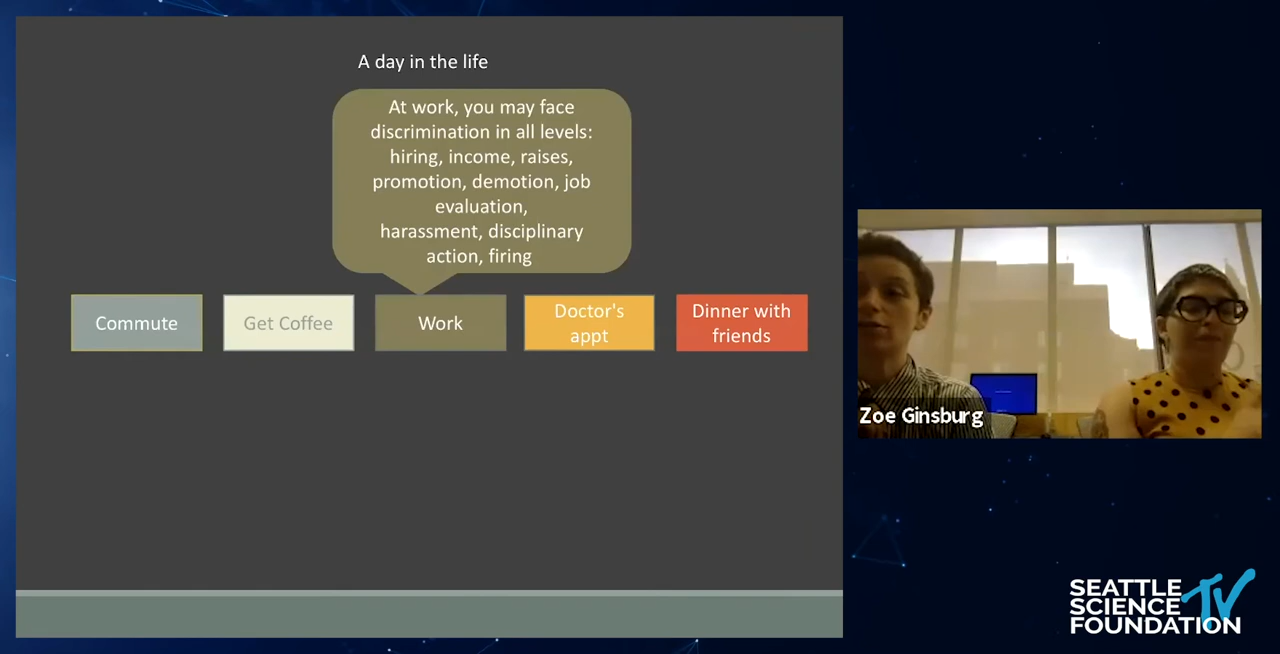 A day in the life
At work, you may face
discrimination in all levels:
hiring, income, raises,
promotion, demotion, job
evaluation,
harassment, disciplinary
action, firing
Commute
Get Coffee
Work
Doctor's
appt
Dinner with
friends
Zoe Ginsburg
SEATTLE
SCIENCE TV
FOUNDATION